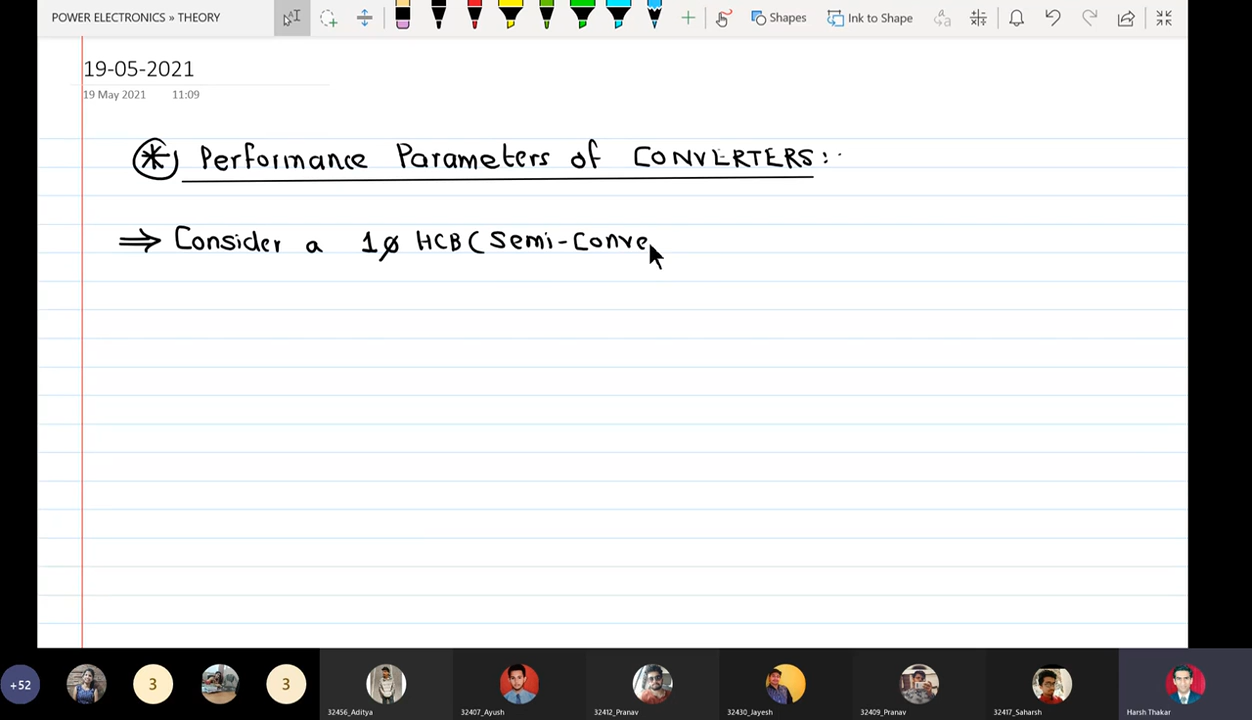 POWER ELECTRONICS » THEORY
Shapes
Ink to Shape
19-05-2021
19 May 2021 11:09
* Performance Parameters of CONVERTERS :-
⇒ Consider a 1ø HCB (Semi-Conve
+52
3
3
32456_Aditya
32407_Ayush
32412_Pranav
32430_Jayesh
32409_Pranav
32417_Saharsh
Harsh Thakar